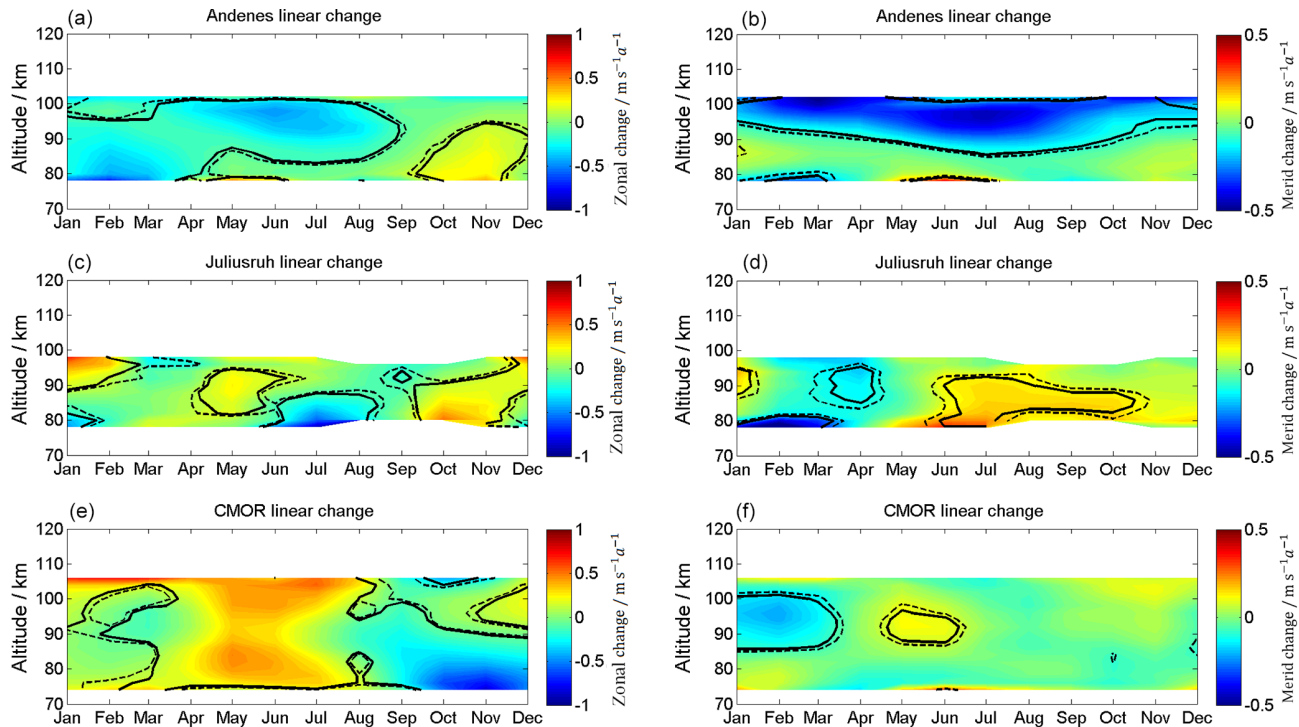 (a) Andenes linear change
120
110
100
90
80
70
Altitude / km
Jan Feb Mar Apr May Jun Jul Aug Sep Oct Nov Dec
1
0.5
0
-0.5
-1
Zonal change / m s−1a−1
(b) Andenes linear change
120
110
100
90
80
70
Altitude / km
Jan Feb Mar Apr May Jun Jul Aug Sep Oct Nov Dec
0.5
0
-0.5
Merid change / m s−1a−1
(c) Juliusruh linear change
120
110
100
90
80
70
Altitude / km
Jan Feb Mar Apr May Jun Jul Aug Sep Oct Nov Dec
1
0.5
0
-0.5
-1
Zonal change / m s−1a−1
(d) Juliusruh linear change
120
110
100
90
80
70
Altitude / km
Jan Feb Mar Apr May Jun Jul Aug Sep Oct Nov Dec
0.5
0
-0.5
Merid change / m s−1a−1
(e) CMOR linear change
120
110
100
90
80
70
Altitude / km
Jan Feb Mar Apr May Jun Jul Aug Sep Oct Nov Dec
1
0.5
0
-0.5
-1
Zonal change / m s−1a−1
(f) CMOR linear change
120
110
100
90
80
70
Altitude / km
Jan Feb Mar Apr May Jun Jul Aug Sep Oct Nov Dec
0.5
0
-0.5
Merid change / m s−1a−1